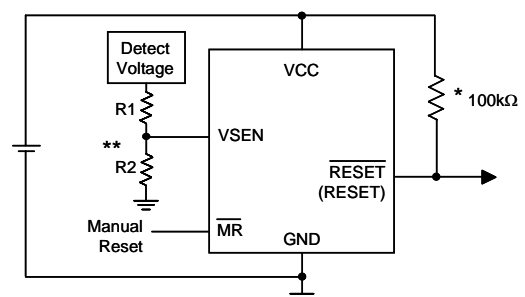 Detect
Voltage
VCC
R1
* 100kΩ
VSEN
**
R2
RESET
(RESET)
Manual
Reset
MR
GND